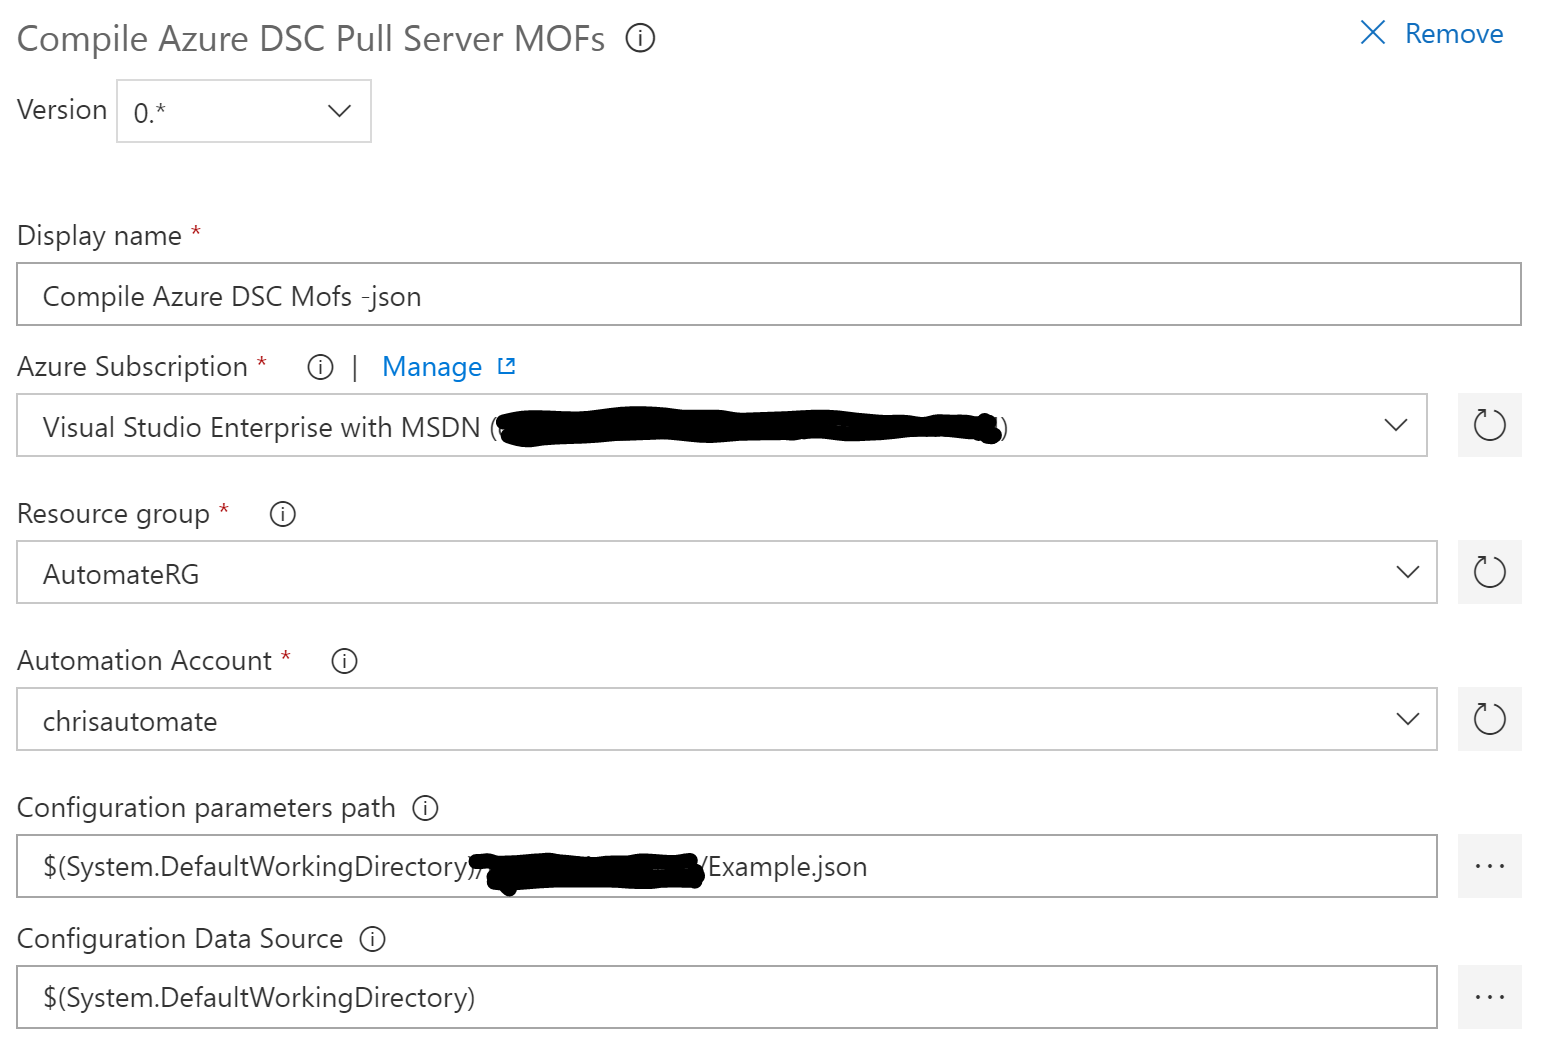 Compile Azure DSC Pull Server MOFs
Remove
Version 0.*
Display name *
Compile Azure DSC Mofs -json
Azure Subscription * | Manage
Visual Studio Enterprise with MSDN ( )
Resource group *
AutomateRG
Automation Account *
chrisautomate
Configuration parameters path
$(System.DefaultWorkingDirectory)/ /Example.json
Configuration Data Source
$(System.DefaultWorkingDirectory)